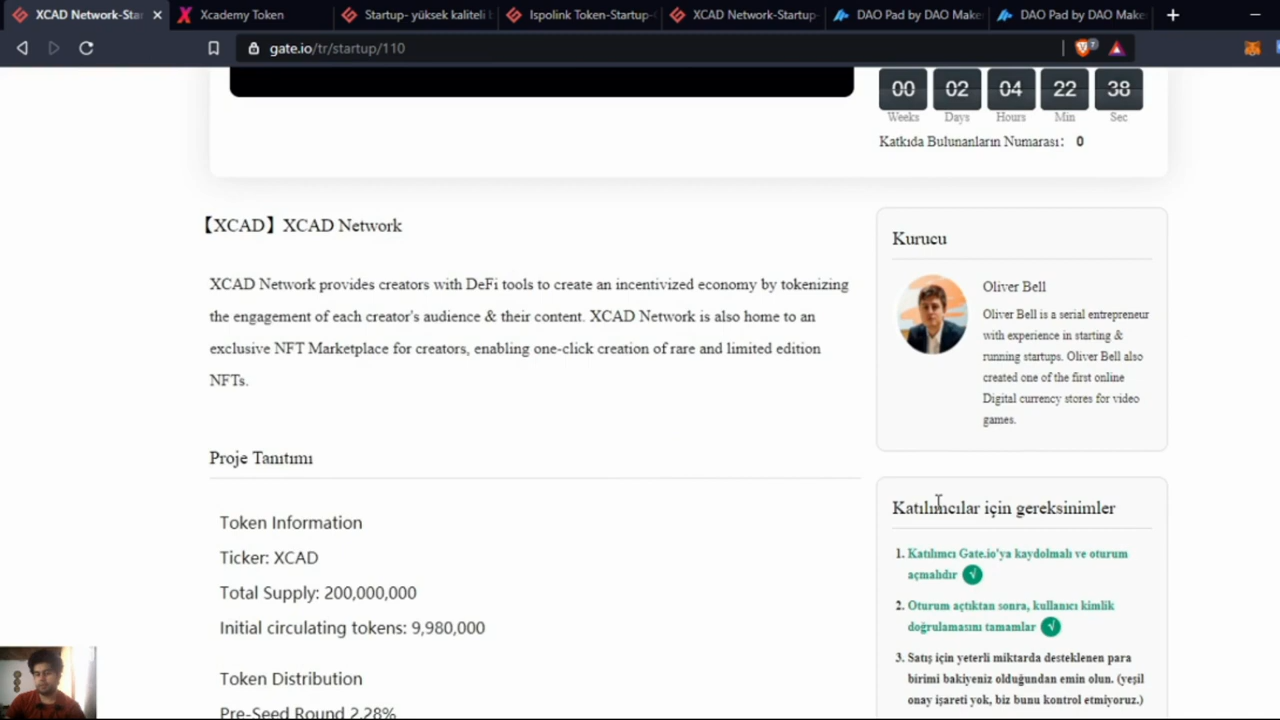 XCAD Network-Star
Xcademy Token
Startup- yüksek kaliteli b
Ispolink Token-Startup-
XCAD Network-Startup-
DAO Pad by DAO Make
DAO Pad by DAO Make
gate.io/tr/startup/110
7
00 02 04 22 38
Weeks Days Hours Min Sec
Katkıda Bulunanların Numarası: 0
【XCAD】XCAD Network
XCAD Network provides creators with DeFi tools to create an incentivized economy by tokenizing
the engagement of each creator's audience & their content. XCAD Network is also home to an
exclusive NFT Marketplace for creators, enabling one-click creation of rare and limited edition
NFTs.
Proje Tanıtımı
Token Information
Ticker: XCAD
Total Supply: 200,000,000
Initial circulating tokens: 9,980,000
Token Distribution
Pre-Seed Round 2.28%
Kurucu
Oliver Bell
Oliver Bell is a serial entrepreneur
with experience in starting &
running startups. Oliver Bell also
created one of the first online
Digital currency stores for video
games.
Katılımcılar için gereksinimler
1. Katılımcı Gate.io'ya kaydolmalı ve oturum
açmalıdır √
2. Oturum açtıktan sonra, kullanıcı kimlik
doğrulamasını tamamlar √
3. Satış için yeterli miktarda desteklenen para
birimi bakiyeniz olduğundan emin olun. (yeşil
onay işareti yok, biz bunu kontrol etmiyoruz.)